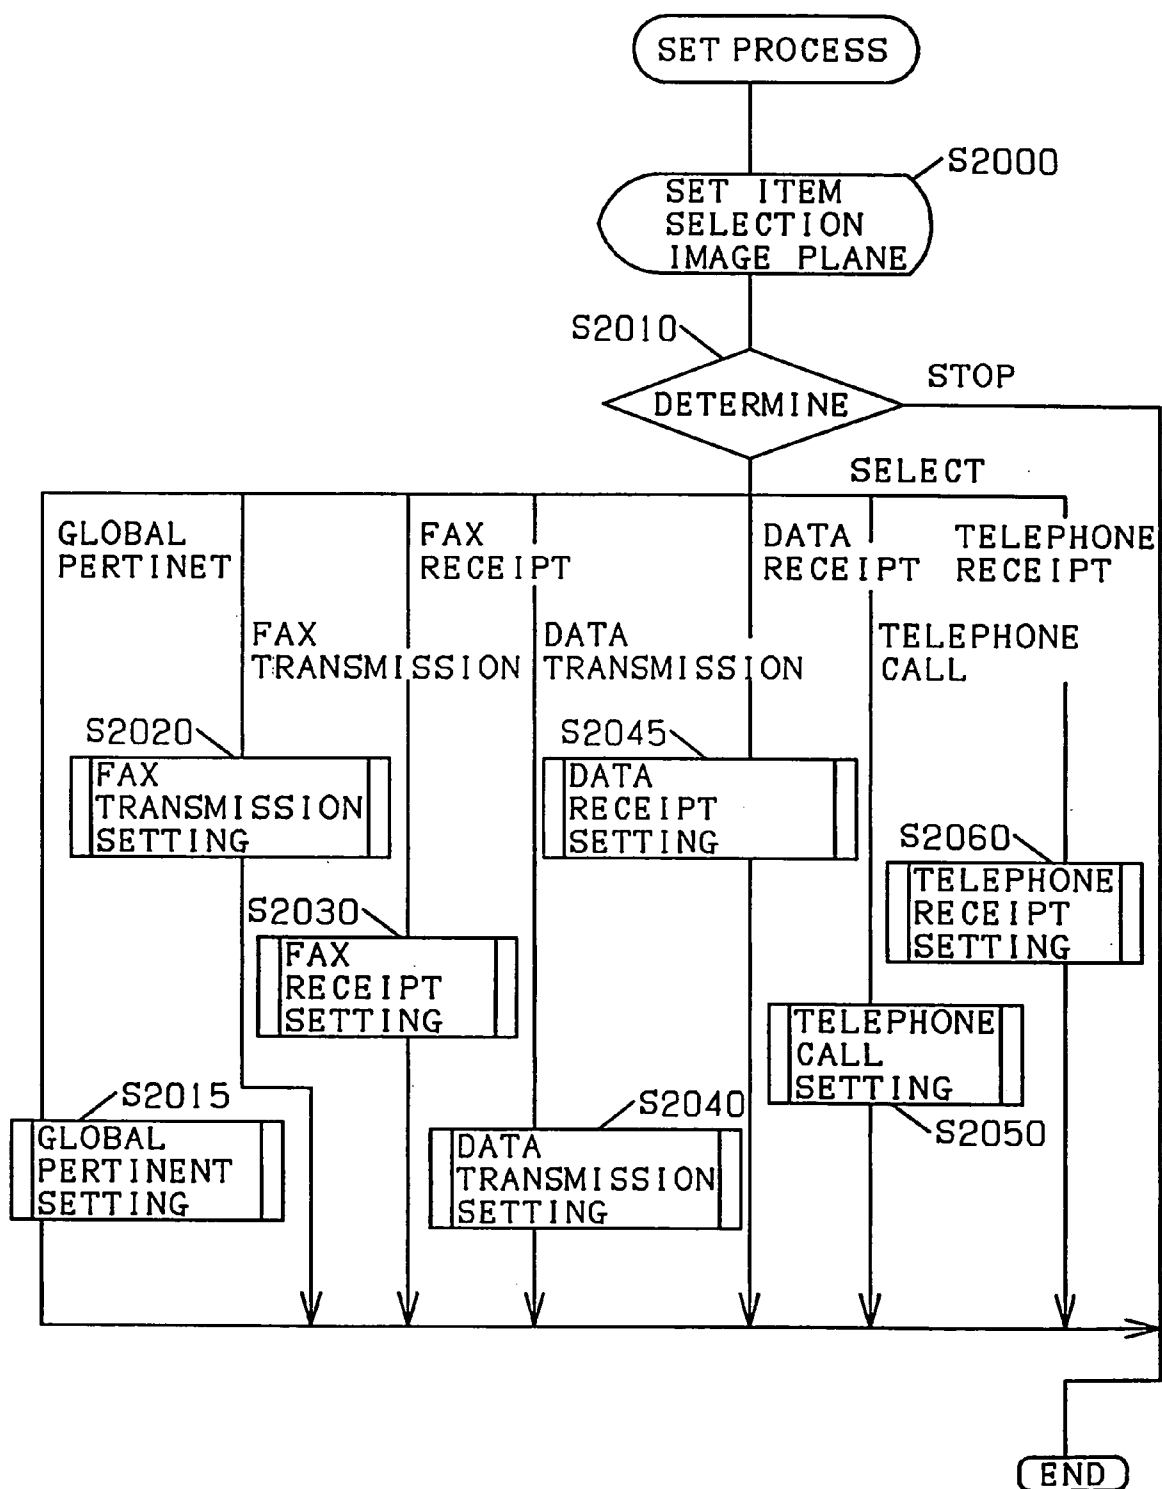 SET PROCESS
S2000
SET ITEM
SELECTION
IMAGE PLANE
S2010
STOP
DETERMINE
SELECT
GLOBAL
PERTINET
FAX
RECEIPT
DATA
RECEIPT
TELEPHONE
RECEIPT
FAX
TRANSMISSION
DATA
TRANSMISSION
TELEPHONE
CALL
S2020
FAX
TRANSMISSION
SETTING
S2045
DATA
RECEIPT
SETTING
S2060
TELEPHONE
RECEIPT
SETTING
S2030
FAX
RECEIPT
SETTING
TELEPHONE
CALL
SETTING
S2050
S2015
GLOBAL
PERTINENT
SETTING
S2040
DATA
TRANSMISSION
SETTING
END